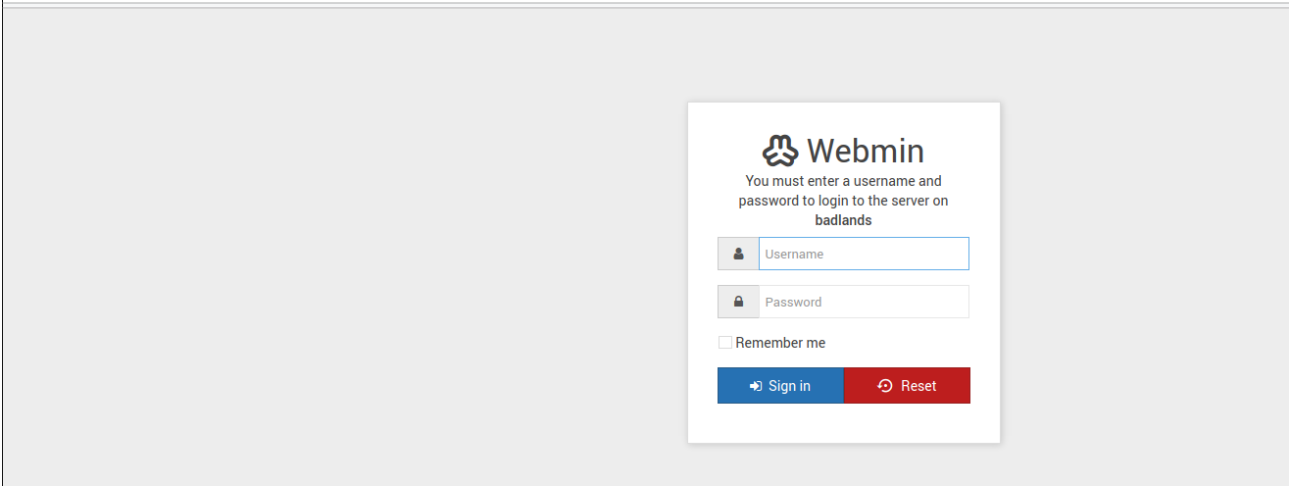 Webmin
You must enter a username and
password to login to the server on
badlands
Username
Password
Remember me
Sign in
Reset